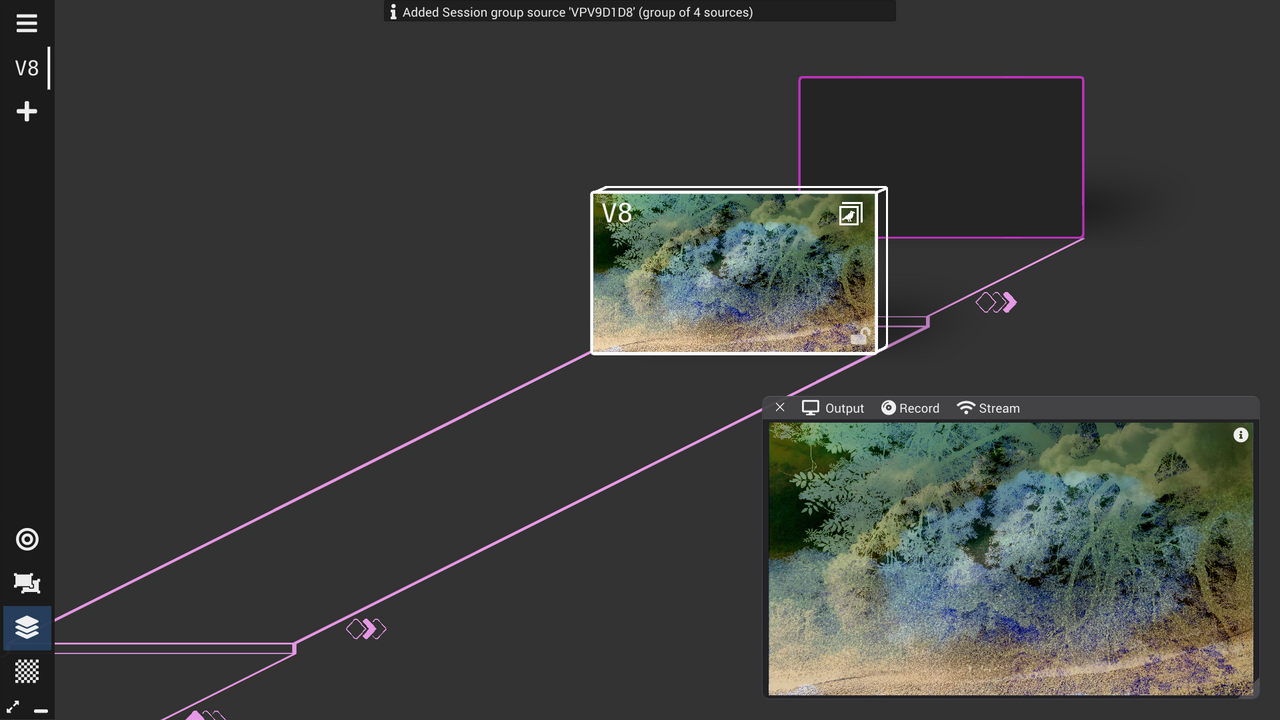 Added Session group source 'VPV9D1D8' (group of 4 sources)
V8
V8
Output
Record
Stream